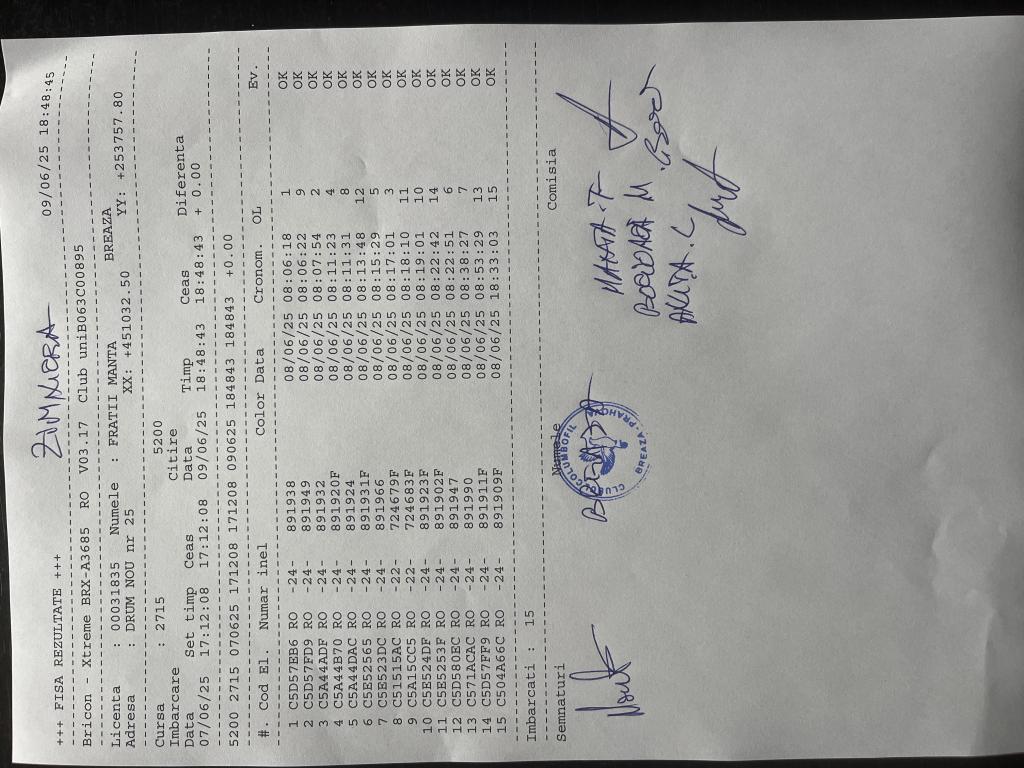 ZIMNICEA
+++ FISA REZULTATE +++ 09/06/25 18:48:45
Bricon - Xtreme BRX-A3685 RO V03.17 Club uniB063C00895
Licenta : 00031835 Numele : FRATII MANTA BREAZA
Adresa : DRUM NOU nr 25 XX: +451032.50 YY: +253757.80
Cursa : 2715 5200
Imbarcare Citire
Data Set timp Ceas Data Timp Ceas Diferenta
07/06/25 17:12:08 17:12:08 09/06/25 18:48:43 18:48:43 + 0.00
5200 2715 070625 171208 171208 090625 184843 184843 +0.00
#. Cod El. Numar inel Color Data Cronom. OL Ev.
1 C5D57EB6 RO -24- 891938 08/06/25 08:06:18 1 OK
2 C5D57FD9 RO -24- 891949 08/06/25 08:06:22 9 OK
3 C5A44ADF RO -24- 891932 08/06/25 08:07:54 2 OK
4 C5A44B70 RO -24- 891920F 08/06/25 08:11:23 4 OK
5 C5A44DAC RO -24- 891924 08/06/25 08:11:31 8 OK
6 C5E52565 RO -24- 891931F 08/06/25 08:13:48 12 OK
7 C5E523DC RO -24- 891966 08/06/25 08:15:29 5 OK
8 C51515AC RO -22- 724679F 08/06/25 08:17:01 3 OK
9 C5A15CC5 RO -22- 724683F 08/06/25 08:18:10 11 OK
10 C5E524DF RO -24- 891923F 08/06/25 08:19:01 10 OK
11 C5E5253F RO -24- 891902F 08/06/25 08:22:42 14 OK
12 C5D580EC RO -24- 891947 08/06/25 08:22:51 6 OK
13 C571ACAC RO -24- 891990 08/06/25 08:38:27 7 OK
14 C5D57FF9 RO -24- 891911F 08/06/25 08:53:29 13 OK
15 C504A66C RO -24- 891909F 08/06/25 18:33:03 15 OK
Imbarcati : 15
Semnaturi Numele Comisia
CLUBUL COLUMBOFIL
BREAZA-PRAHOVA
MANTA.F
BOCIOACA M.
ANUTA.C